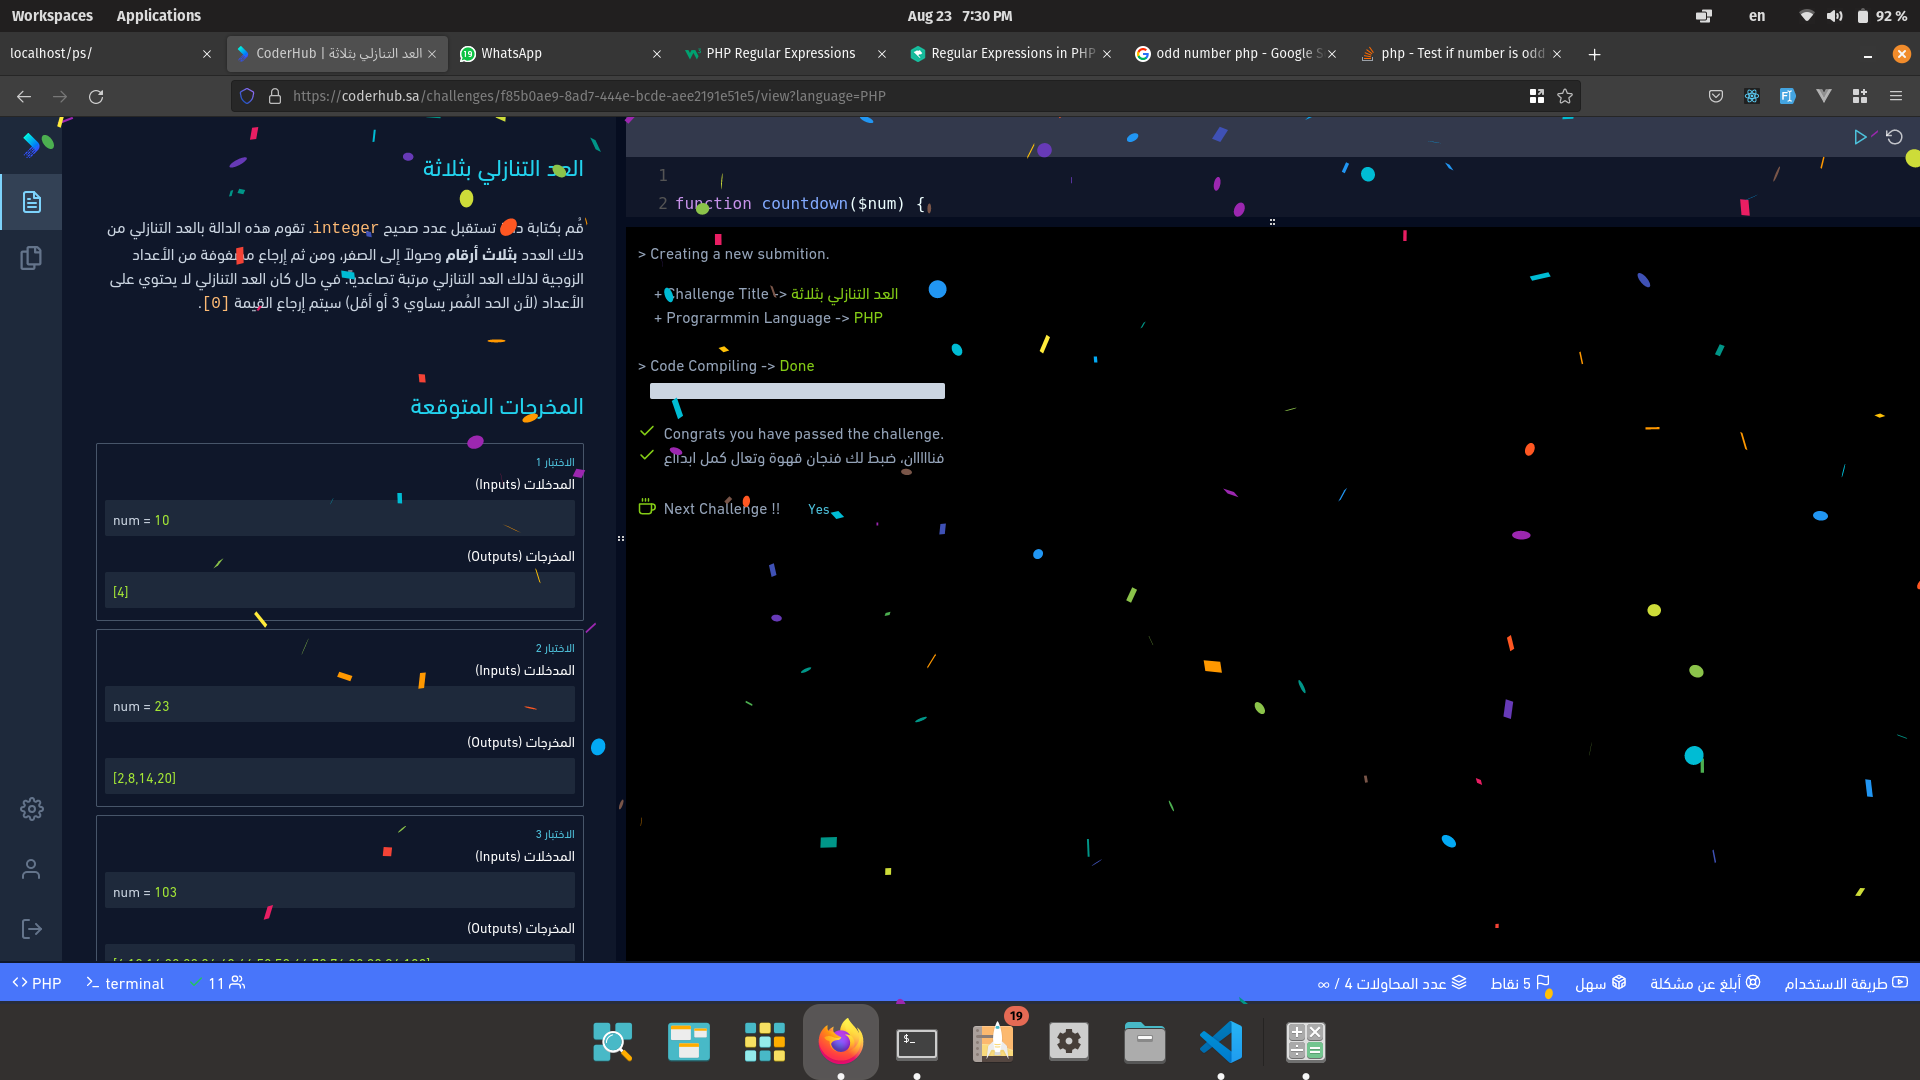 Workspaces Applications Aug 23 7:30 PM en 92 %
localhost/ps/ CoderHub | العد التنازلي بثلاثة WhatsApp PHP Regular Expressions Regular Expressions in PHP odd number php - Google S php - Test if number is odd
https://coderhub.sa/challenges/f85b0ae9-8ad7-444e-bcde-aee2191e51e5/view?language=PHP
العد التنازلي بثلاثة
قُم بكتابة دالة تستقبل عدد صحيح integer. تقوم هذه الدالة بالعد التنازلي من
ذلك العدد بثلاث أرقام وصولاً إلى الصفر، ومن ثم إرجاع مصفوفة من الأعداد
الزوجية لذلك العد التنازلي مرتبة تصاعدياً. في حال كان العد التنازلي لا يحتوي على
الأعداد (لأن الحد المُمر يساوي 3 أو أقل) سيتم إرجاع القيمة [0].
المخرجات المتوقعة
الاختبار 1
المدخلات (Inputs)
num = 10
المخرجات (Outputs)
[4]
الاختبار 2
المدخلات (Inputs)
num = 23
المخرجات (Outputs)
[2,8,14,20]
الاختبار 3
المدخلات (Inputs)
num = 103
المخرجات (Outputs)
1
2 function countdown($num) {
> Creating a new submition.
+ Challenge Title -> العد التنازلي بثلاثة
+ Prograrmmin Language -> PHP
> Code Compiling -> Done
Congrats you have passed the challenge.
فنااااان، ضبط لك فنجان قهوة وتعال كمل ابدااع
Next Challenge !! Yes
PHP terminal 11 عدد المحاولات 4 / ∞ 5 نقاط سهل أبلغ عن مشكلة طريقة الاستخدام
19